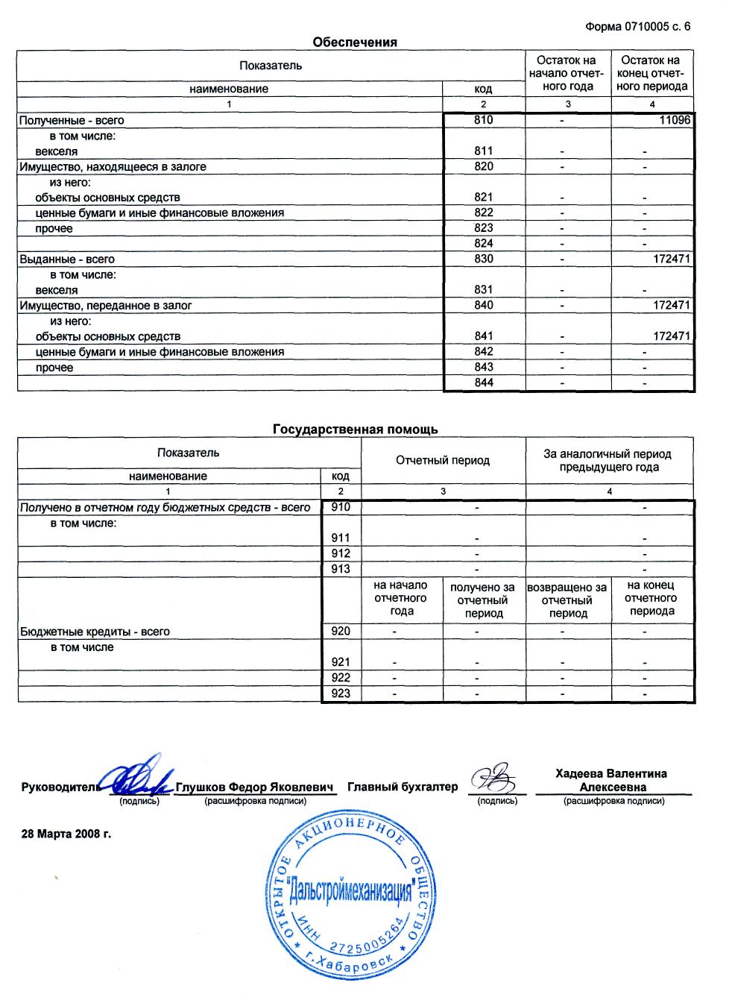 Форма 0710005 с. 6
Обеспечения
Показатель
Остаток на начало отчет-ного года
Остаток на конец отчет-ного периода
наименование код
1 2 3 4
Полученные - всего 810 - 11096
в том числе:
векселя 811 - -
Имущество, находящееся в залоге 820 - -
из него:
объекты основных средств 821 - -
ценные бумаги и иные финансовые вложения 822 - -
прочее 823 - -
824 - -
Выданные - всего 830 - 172471
в том числе:
векселя 831 - -
Имущество, переданное в залог 840 - 172471
из него:
объекты основных средств 841 - 172471
ценные бумаги и иные финансовые вложения 842 - -
прочее 843 - -
844 - -
Государственная помощь
Показатель
Отчетный период
За аналогичный период
предыдущего года
наименование код
1 2 3 4
Получено в отчетном году бюджетных средств - всего 910 - -
в том числе:
911 - -
912 - -
913 - -
на начало отчетного года
получено за отчетный период
возвращено за отчетный период
на конец отчетного периода
Бюджетные кредиты - всего 920 - - - -
в том числе
921 - - - -
922 - - - -
923 - - - -
Руководитель Глушков Федор Яковлевич Главный бухгалтер Хадеева Валентина
Алексеевна
(подпись) (расшифровка подписи) (подпись) (расшифровка подписи)
28 Марта 2008 г.
ОТКРЫТОЕ АКЦИОНЕРНОЕ ОБЩЕСТВО
"Дальстроймеханизация"
ИНН 2725005264
* г.Хабаровск *